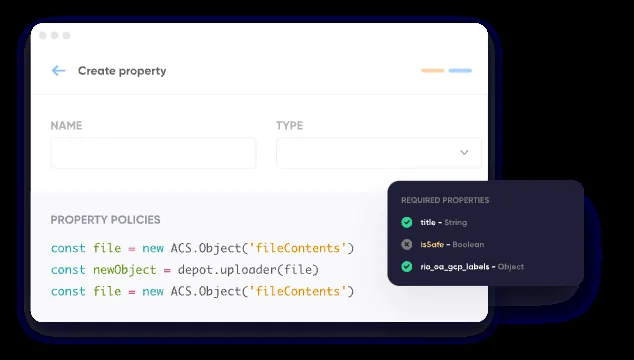 Create property
NAME
TYPE
PROPERTY POLICIES
const file = new ACS.Object('fileContents')
const newObject = depot.uploader(file)
const file = new ACS.Object('fileContents')
REQUIRED PROPERTIES
title - String
isSafe - Boolean
rio_oa_gcp_labels - Object